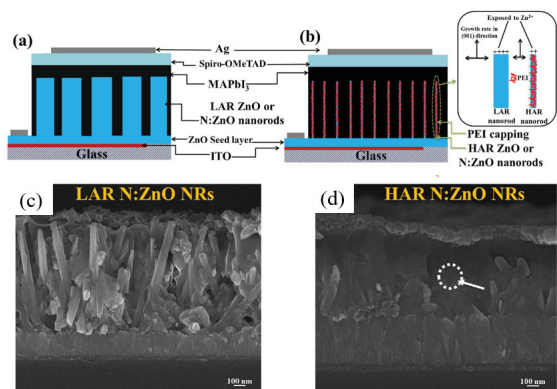 (a)
Ag
Spiro-OMeTAD
MAPbI3
LAR ZnO or
N:ZnO nanorods
ZnO Seed layer
ITO
Glass
(b)
PEI capping
HAR ZnO or
N:ZnO nanorods
Glass
Exposed to Zn2+
Growth rate in
(001)-direction
++++
++
PEI
LAR
nanorod
HAR
nanorod
(c)
LAR N:ZnO NRs
100 nm
(d)
HAR N:ZnO NRs
100 nm